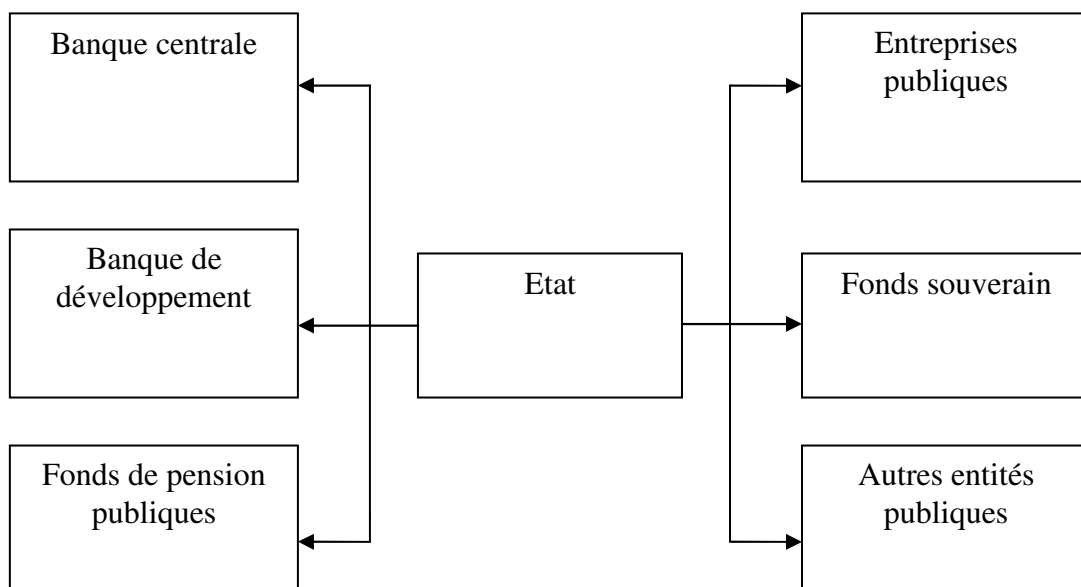 Banque centrale
Entreprises
publiques
Banque de
développement
Etat
Fonds souverain
Fonds de pension
publiques
Autres entités
publiques